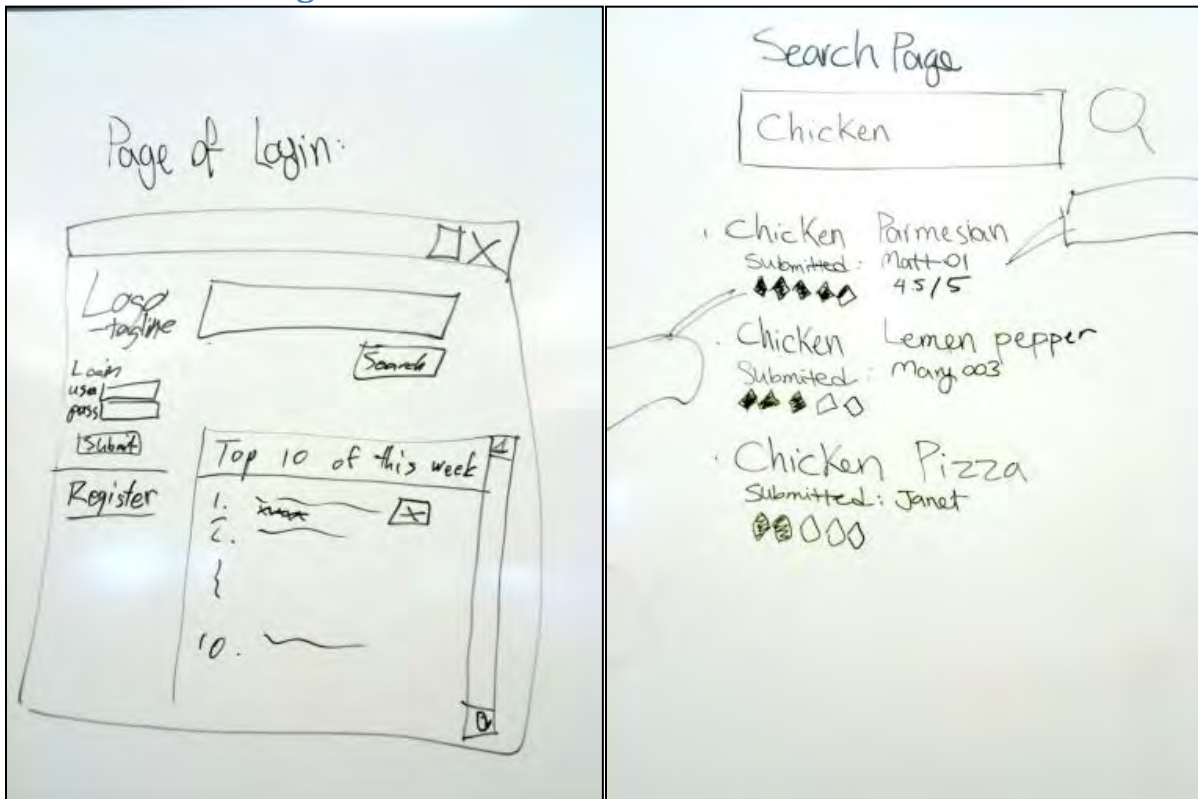 Page of Login:
X
Logo
-tagline
Search
Login
user
pass
Submit
Register
Top 10 of this week
1.
2.
10.
Search Page
Chicken
Chicken Parmesian
Submitted: Matt-01
4.5/5
Chicken Lemen pepper
Submited: Mary 003
Chicken Pizza
Submitted: Janet